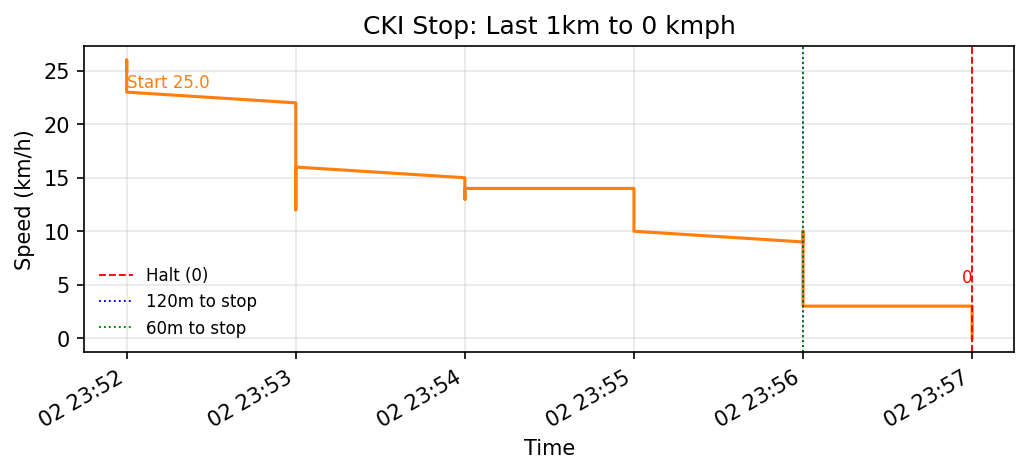 CKI Stop: Last 1km to 0 kmph
Speed (km/h)
25
20
15
10
5
0
Start 25.0
0
Halt (0)
120m to stop
60m to stop
02 23:52
02 23:53
02 23:54
02 23:55
02 23:56
02 23:57
Time